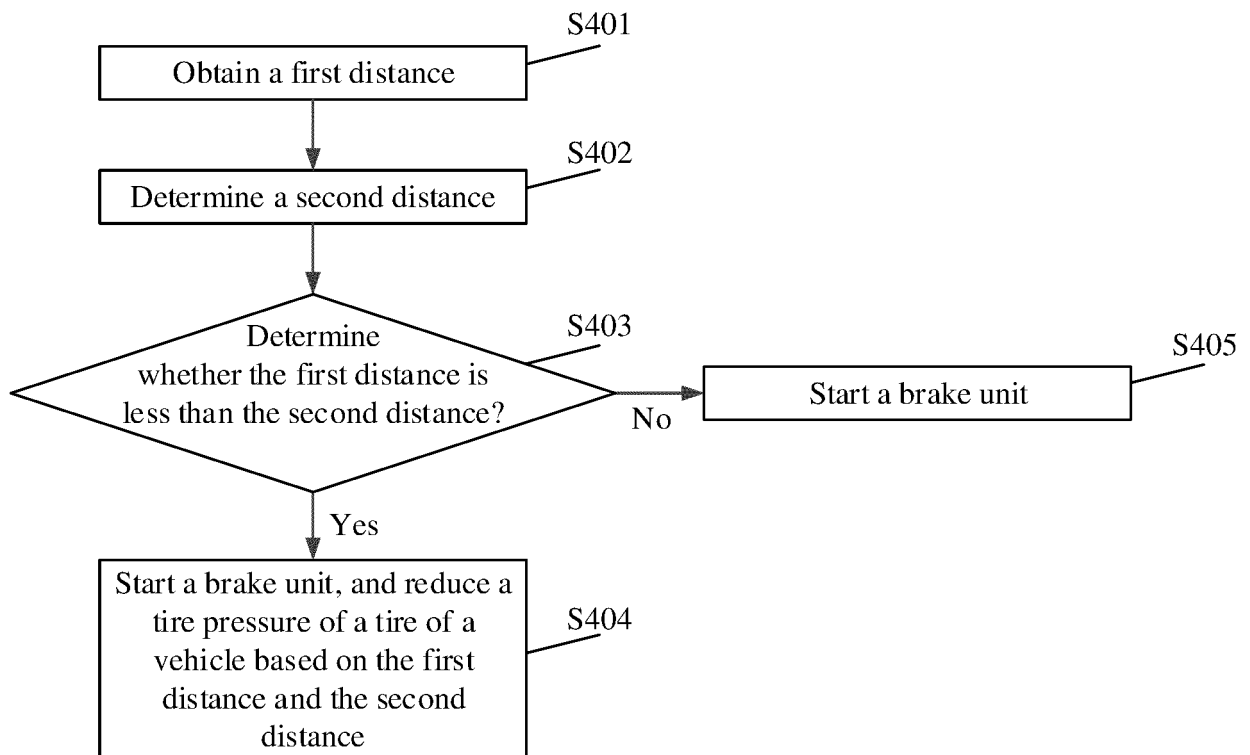 S401
Obtain a first distance
S402
Determine a second distance
Determine
whether the first distance is
less than the second distance?
S403
No
S405
Start a brake unit
Yes
Start a brake unit, and reduce a
tire pressure of a tire of a
vehicle based on the first
distance and the second
distance
S404